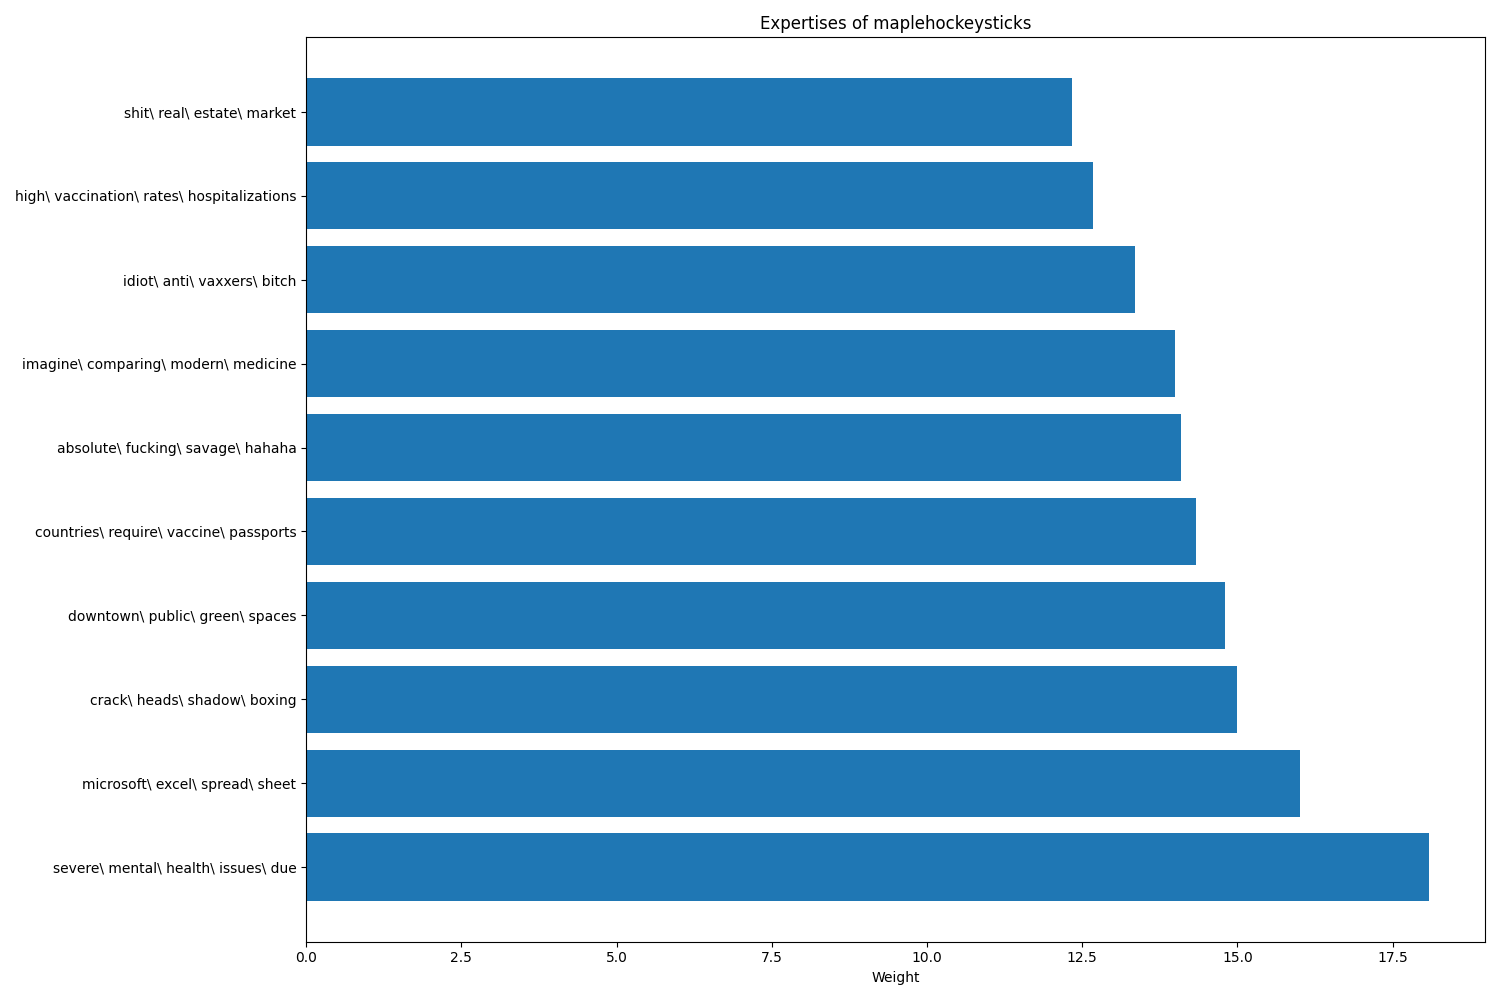 Expertises of maplehockeysticks
shit\ real\ estate\ market
high\ vaccination\ rates\ hospitalizations
idiot\ anti\ vaxxers\ bitch
imagine\ comparing\ modern\ medicine
absolute\ fucking\ savage\ hahaha
countries\ require\ vaccine\ passports
downtown\ public\ green\ spaces
crack\ heads\ shadow\ boxing
microsoft\ excel\ spread\ sheet
severe\ mental\ health\ issues\ due
0.0 2.5 5.0 7.5 10.0 12.5 15.0 17.5
Weight